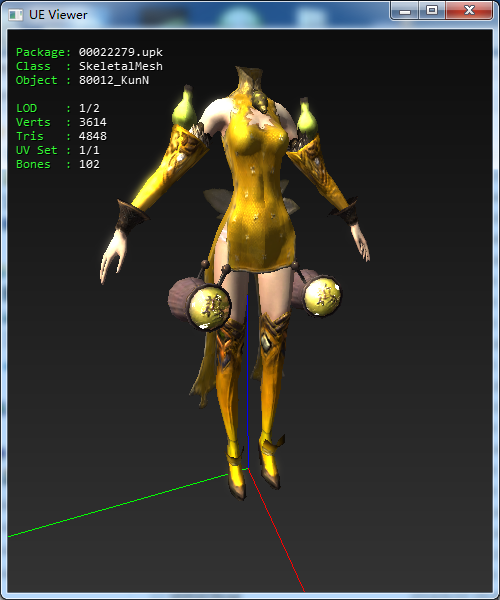 UE Viewer
Package: 00022279.upk
Class  : SkeletalMesh
Object : 80012_KunN
LOD    : 1/2
Verts  : 3614
Tris   : 4848
UV Set : 1/1
Bones  : 102